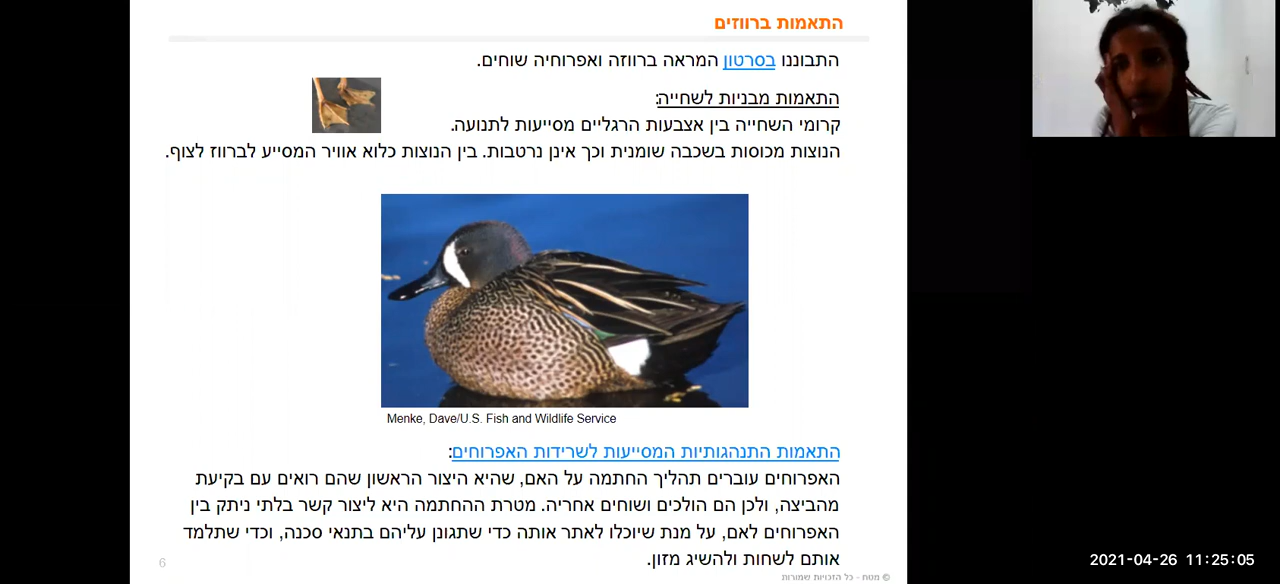 התאמות ברווזים
התבוננו בסרטון המראה ברווזה ואפרוחיה שוחים.
התאמות מבניות לשחייה:
קרומי השחייה בין אצבעות הרגליים מסייעות לתנועה.
הנוצות מכוסות בשכבה שומנית וכך אינן נרטבות. בין הנוצות כלוא אוויר המסייע לברווז לצוף.
Menke, Dave/U.S. Fish and Wildlife Service
התאמות התנהגותיות המסייעות לשרידות האפרוחים:
האפרוחים עוברים תהליך החתמה על האם, שהיא היצור הראשון שהם רואים עם בקיעת
מהביצה, ולכן הם הולכים ושוחים אחריה. מטרת ההחתמה היא ליצור קשר בלתי ניתק בין
האפרוחים לאם, על מנת שיוכלו לאתר אותה כדי שתגונן עליהם בתנאי סכנה, וכדי שתלמד
אותם לשחות ולהשיג מזון.
6
© מטח - כל הזכויות שמורות
2021-04-26 11:25:05